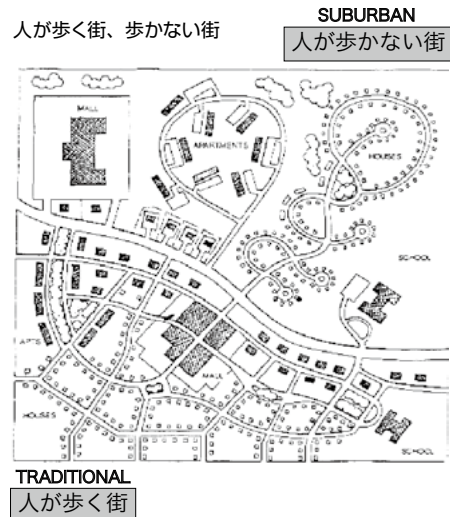 人が歩く街、歩かない街
SUBURBAN
人が歩かない街
MALL
APARTMENTS
HOUSES
SCHOOL
APTS
MALL
HOUSES
SCHOOL
TRADITIONAL
人が歩く街